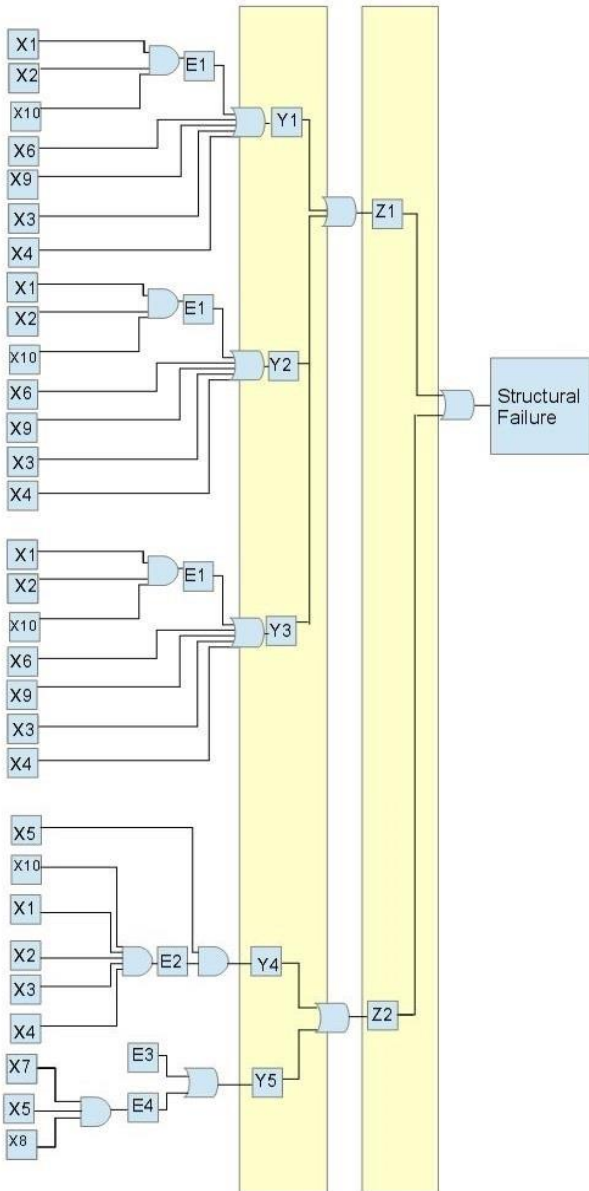 X1
X2
E1
X10
X6
Y1
X9
X3
Z1
X4
X1
X2
E1
X10
Y2
X6
Structural
Failure
X9
X3
X4
X1
X2
E1
X10
Y3
X6
X9
X3
X4
X5
X10
X1
X2
E2
Y4
X3
X4
Z2
E3
X7
Y5
E4
X5
X8